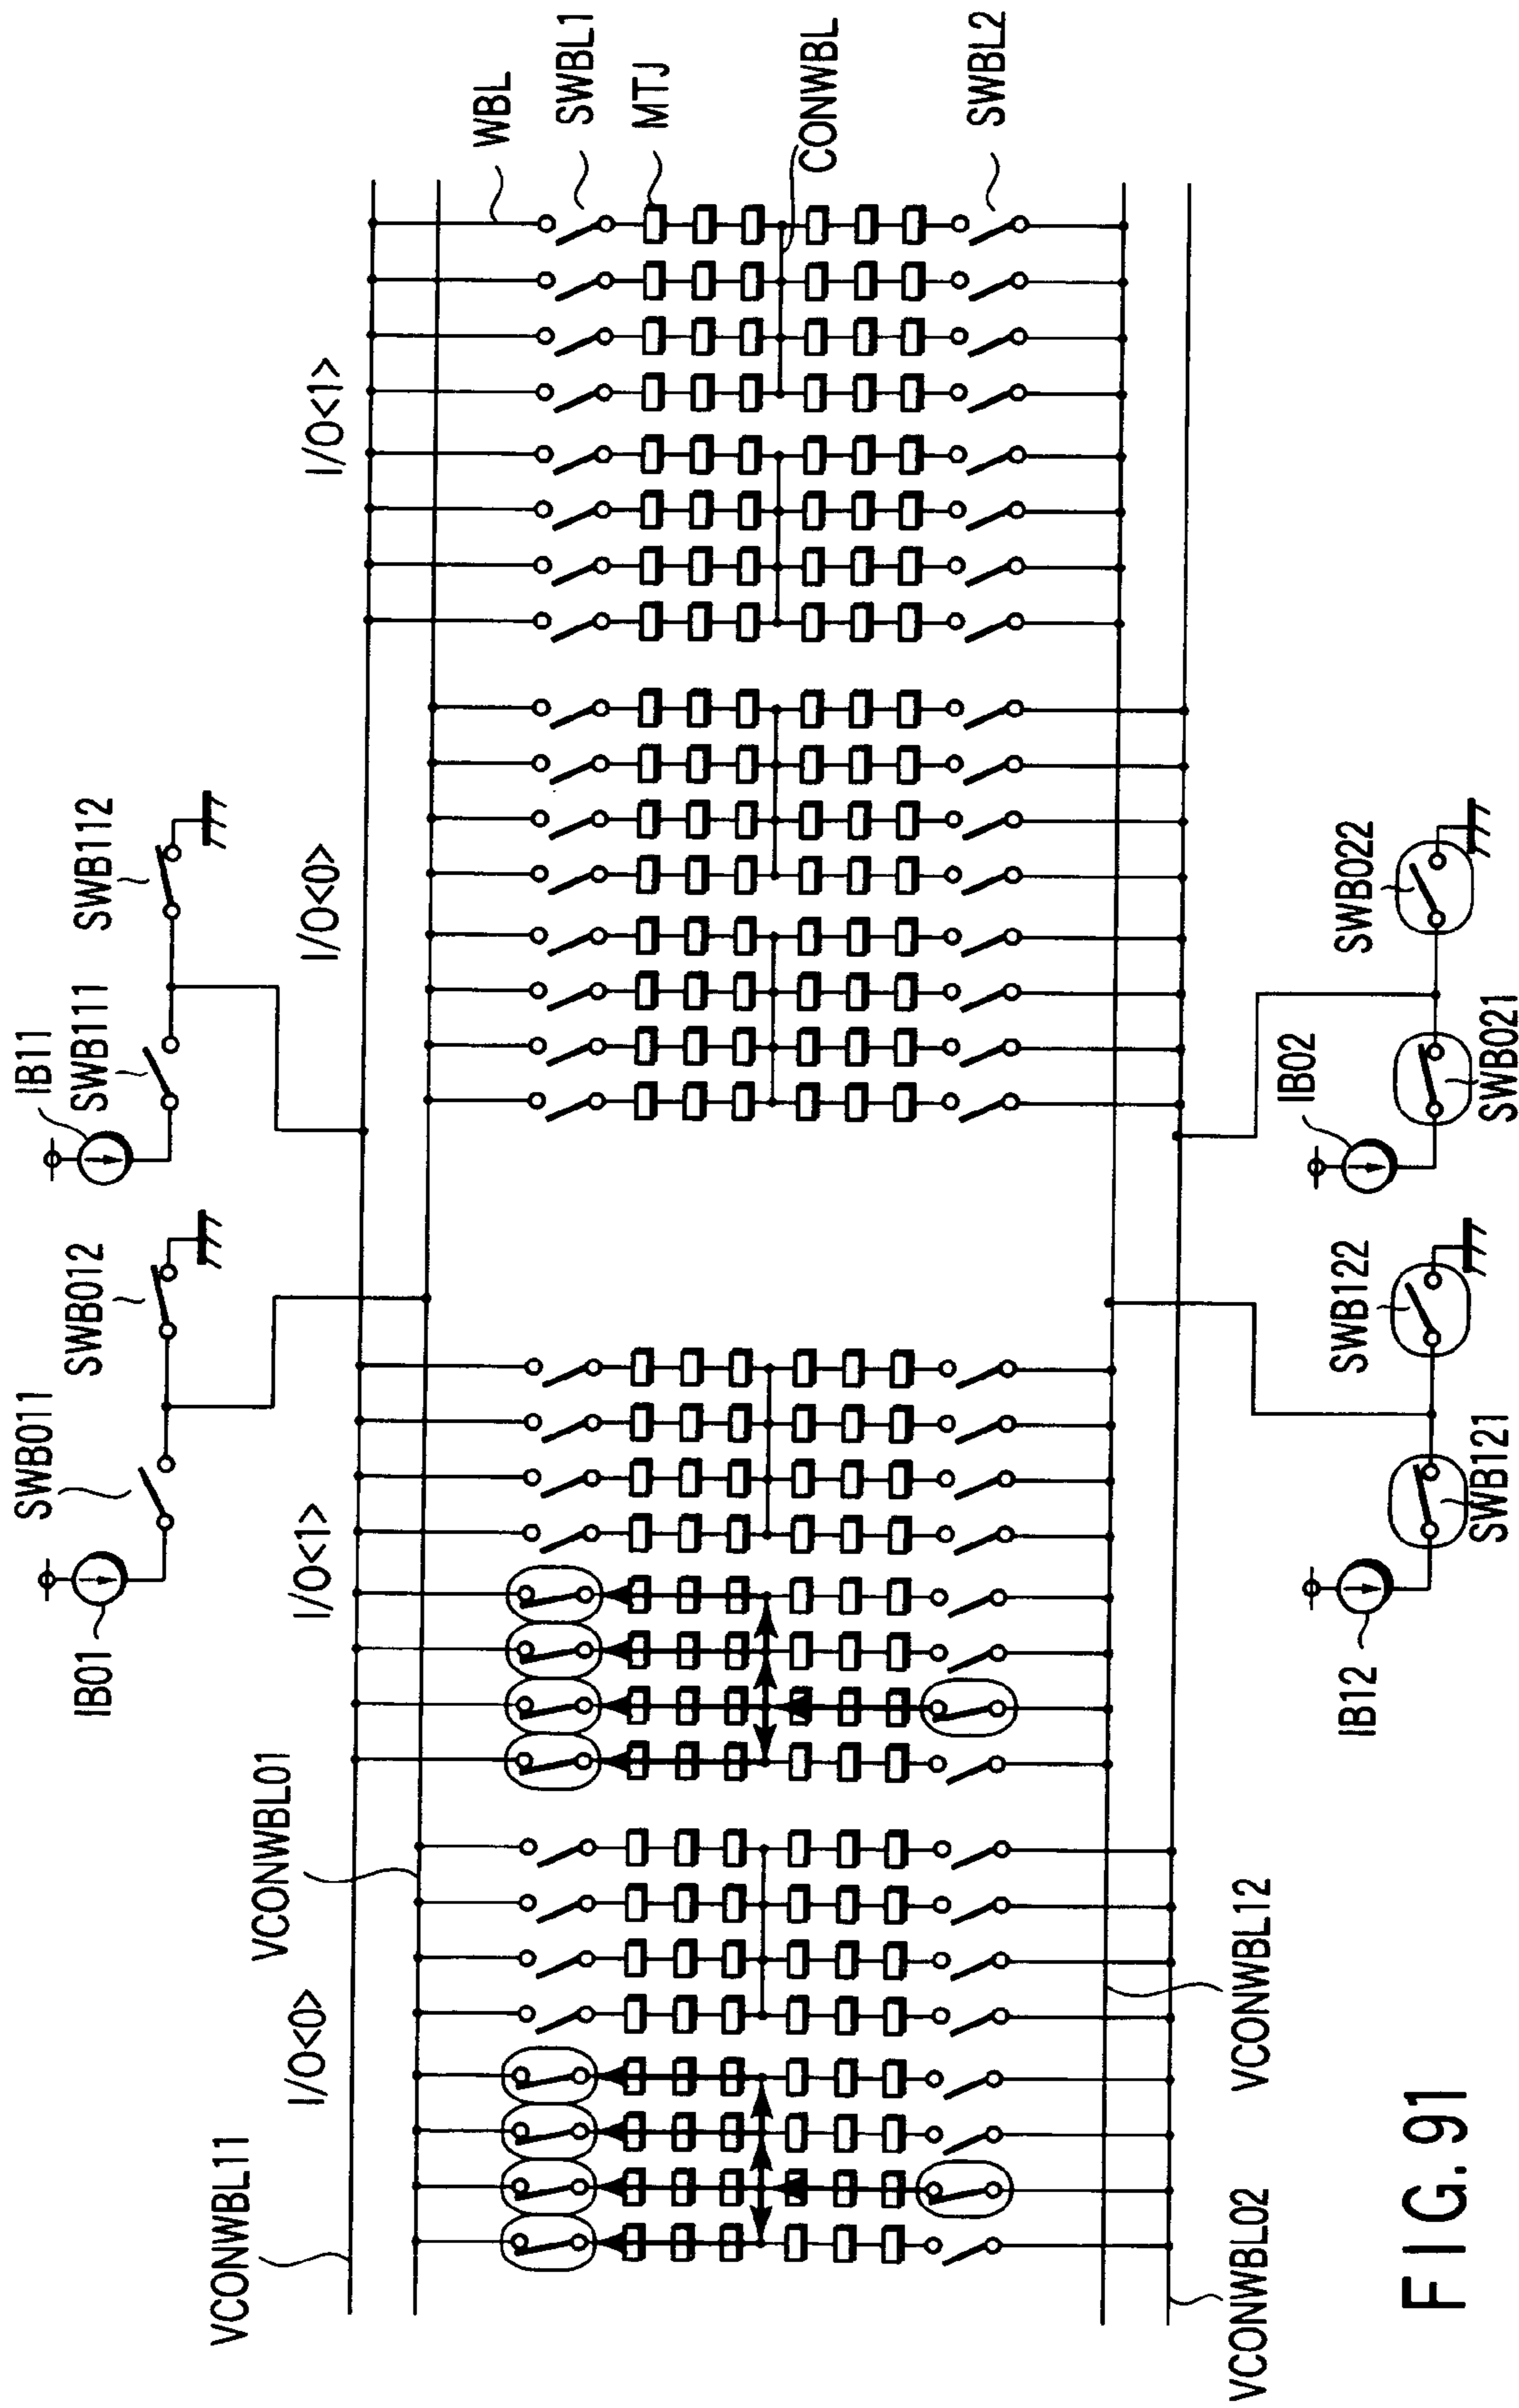 IB01
SWB011
SWB012
IB11
SWB111
SWB112
VCONWBL11
I/O<0>
VCONWBL01
I/O<1>
I/O<0>
I/O<1>
WBL
SWBL1
MTJ
CONWBL
SWBL2
VCONWBL02
VCONWBL12
IB12
SWB121
SWB122
IB02
SWB021
SWB022
FIG. 91